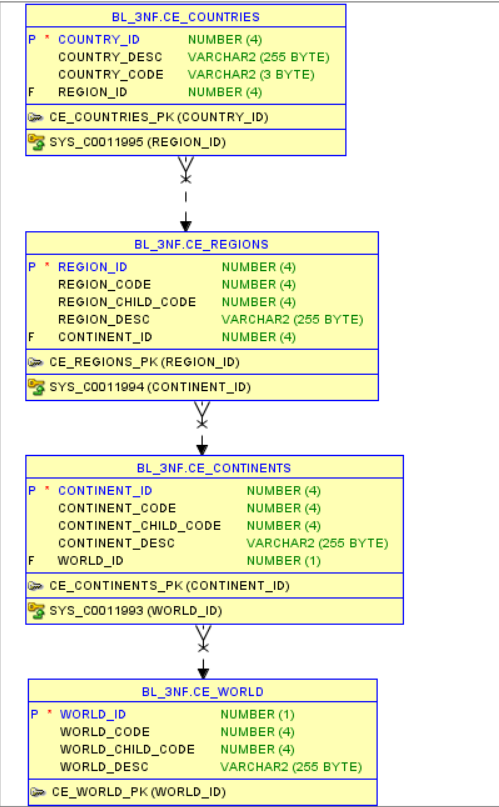 BL_3NF.CE_COUNTRIES
P * COUNTRY_ID NUMBER (4)
COUNTRY_DESC VARCHAR2 (255 BYTE)
COUNTRY_CODE VARCHAR2 (3 BYTE)
F REGION_ID NUMBER (4)
CE_COUNTRIES_PK (COUNTRY_ID)
SYS_C0011995 (REGION_ID)
BL_3NF.CE_REGIONS
P * REGION_ID NUMBER (4)
REGION_CODE NUMBER (4)
REGION_CHILD_CODE NUMBER (4)
REGION_DESC VARCHAR2 (255 BYTE)
F CONTINENT_ID NUMBER (4)
CE_REGIONS_PK (REGION_ID)
SYS_C0011994 (CONTINENT_ID)
BL_3NF.CE_CONTINENTS
P * CONTINENT_ID NUMBER (4)
CONTINENT_CODE NUMBER (4)
CONTINENT_CHILD_CODE NUMBER (4)
CONTINENT_DESC VARCHAR2 (255 BYTE)
F WORLD_ID NUMBER (1)
CE_CONTINENTS_PK (CONTINENT_ID)
SYS_C0011993 (WORLD_ID)
BL_3NF.CE_WORLD
P * WORLD_ID NUMBER (1)
WORLD_CODE NUMBER (4)
WORLD_CHILD_CODE NUMBER (4)
WORLD_DESC VARCHAR2 (255 BYTE)
CE_WORLD_PK (WORLD_ID)